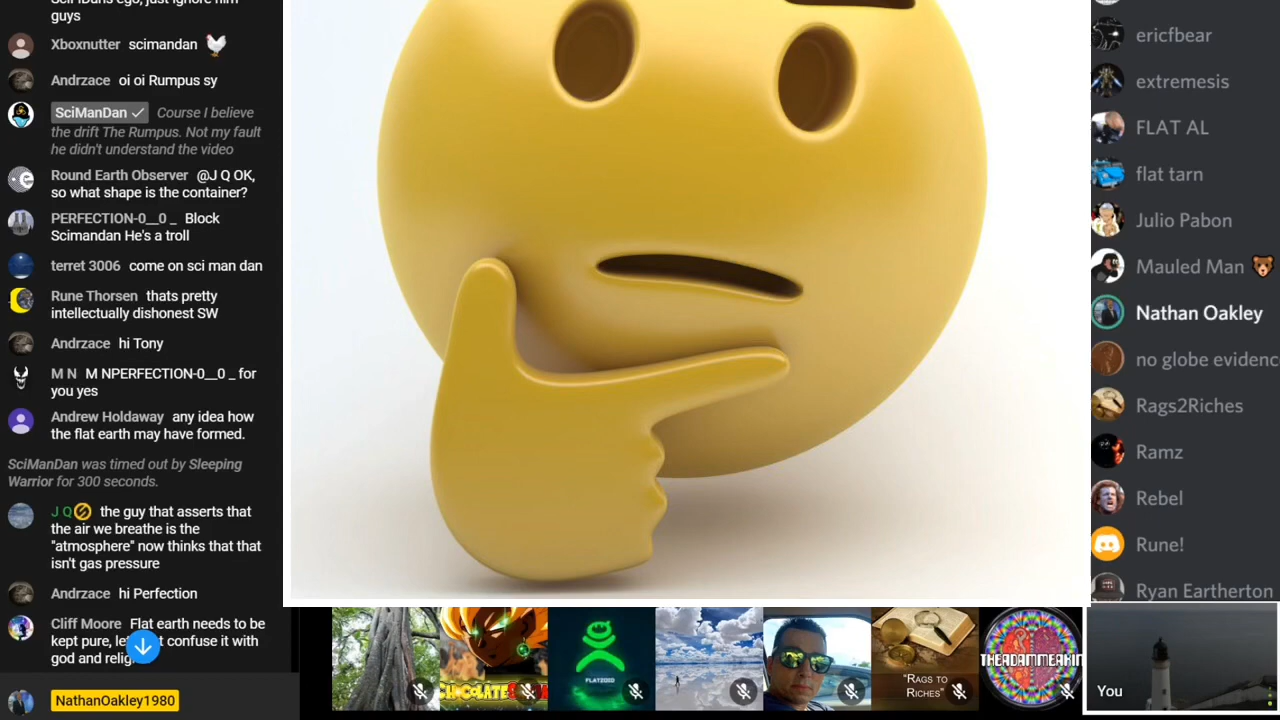 guys
Xboxnutter scimandan 🐓
Andrzace oi oi Rumpus sy
SciManDan ✓ Course I believe
the drift The Rumpus. Not my fault
he didn't understand the video
Round Earth Observer @J Q OK,
so what shape is the container?
PERFECTION-0__0 _ Block
Scimandan He's a troll
terret 3006 come on sci man dan
Rune Thorsen thats pretty
intellectually dishonest SW
Andrzace hi Tony
M N M NPERFECTION-0__0 _ for
you yes
Andrew Holdaway any idea how
the flat earth may have formed.
SciManDan was timed out by Sleeping
Warrior for 300 seconds.
J Q the guy that asserts that
the air we breathe is the
"atmosphere" now thinks that that
isn't gas pressure
Andrzace hi Perfection
Cliff Moore Flat earth needs to
be kept pure, confuse it with
god and
NathanOakley1980
ericfbear
extremesis
FLAT AL
flat tarn
Julio Pabon
Mauled Man 🐻
Nathan Oakley
no globe evidenc
Rags2Riches
Ramz
Rebel
Rune!
Ryan Eartherton
FLATZOID
"RAGS TO
RICHES"
You